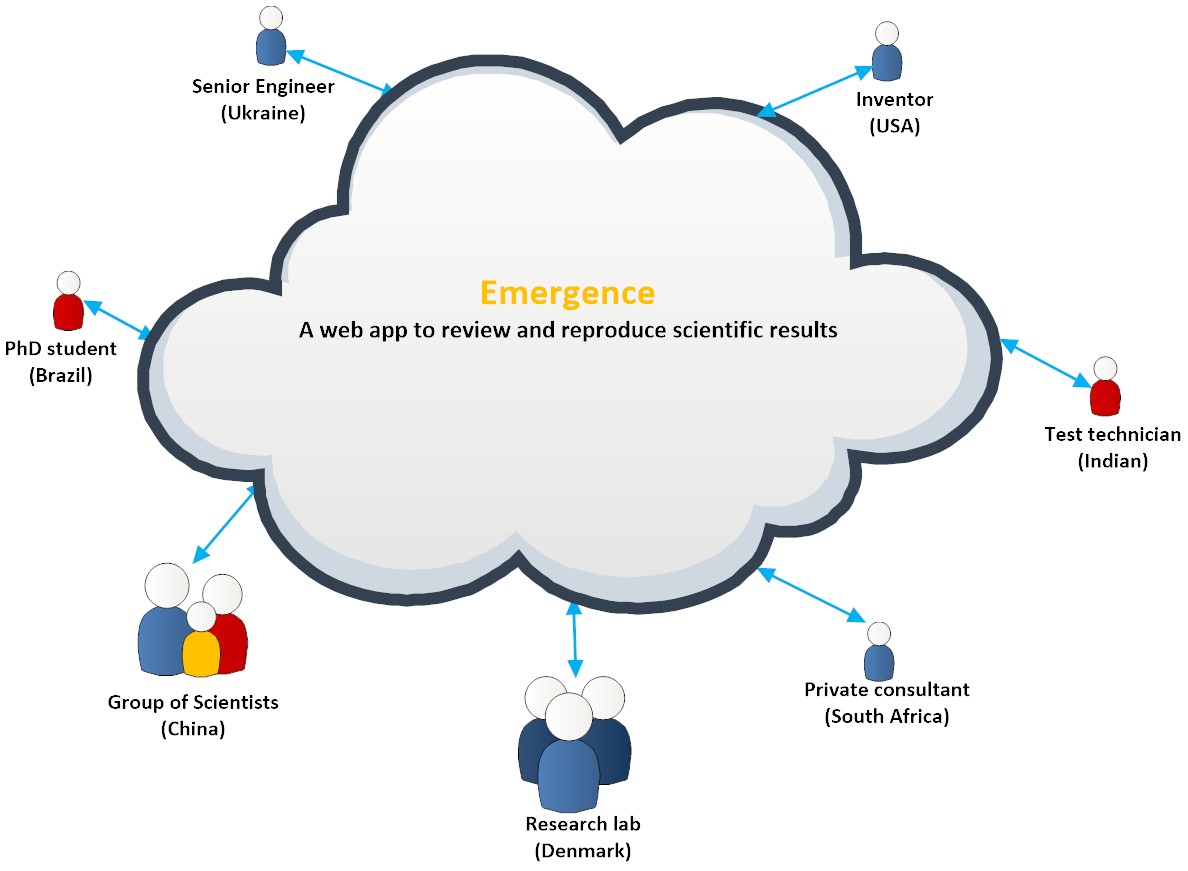 Senior Engineer
(Ukraine)
Inventor
(USA)
Emergence
A web app to review and reproduce scientific results
PhD student
(Brazil)
Test technician
(Indian)
Group of Scientists
(China)
Private consultant
(South Africa)
Research lab
(Denmark)